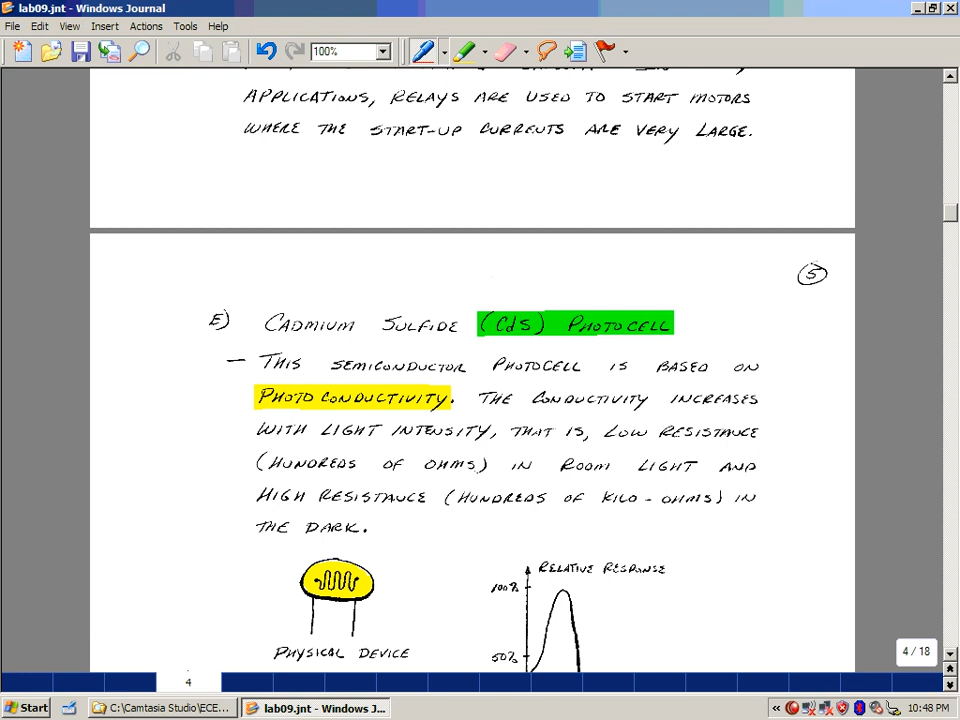 lab09.jnt - Windows Journal
File Edit View Insert Actions Tools Help
100%
APPLICATIONS, RELAYS ARE USED TO START MOTORS
WHERE THE START-UP CURRENTS ARE VERY LARGE.
5
E) CADMIUM SULFIDE (CdS) PHOTOCELL
— THIS SEMICONDUCTOR PHOTOCELL IS BASED ON
PHOTOCONDUCTIVITY. THE CONDUCTIVITY INCREASES
WITH LIGHT INTENSITY, THAT IS, LOW RESISTANCE
(HUNDREDS OF OHMS) IN ROOM LIGHT AND
HIGH RESISTANCE (HUNDREDS OF KILO-OHMS) IN
THE DARK.
RELATIVE RESPONSE
100%
PHYSICAL DEVICE
50%
4 / 18
4
Start C:\Camtasia Studio\ECE... lab09.jnt - Windows J... 10:48 PM